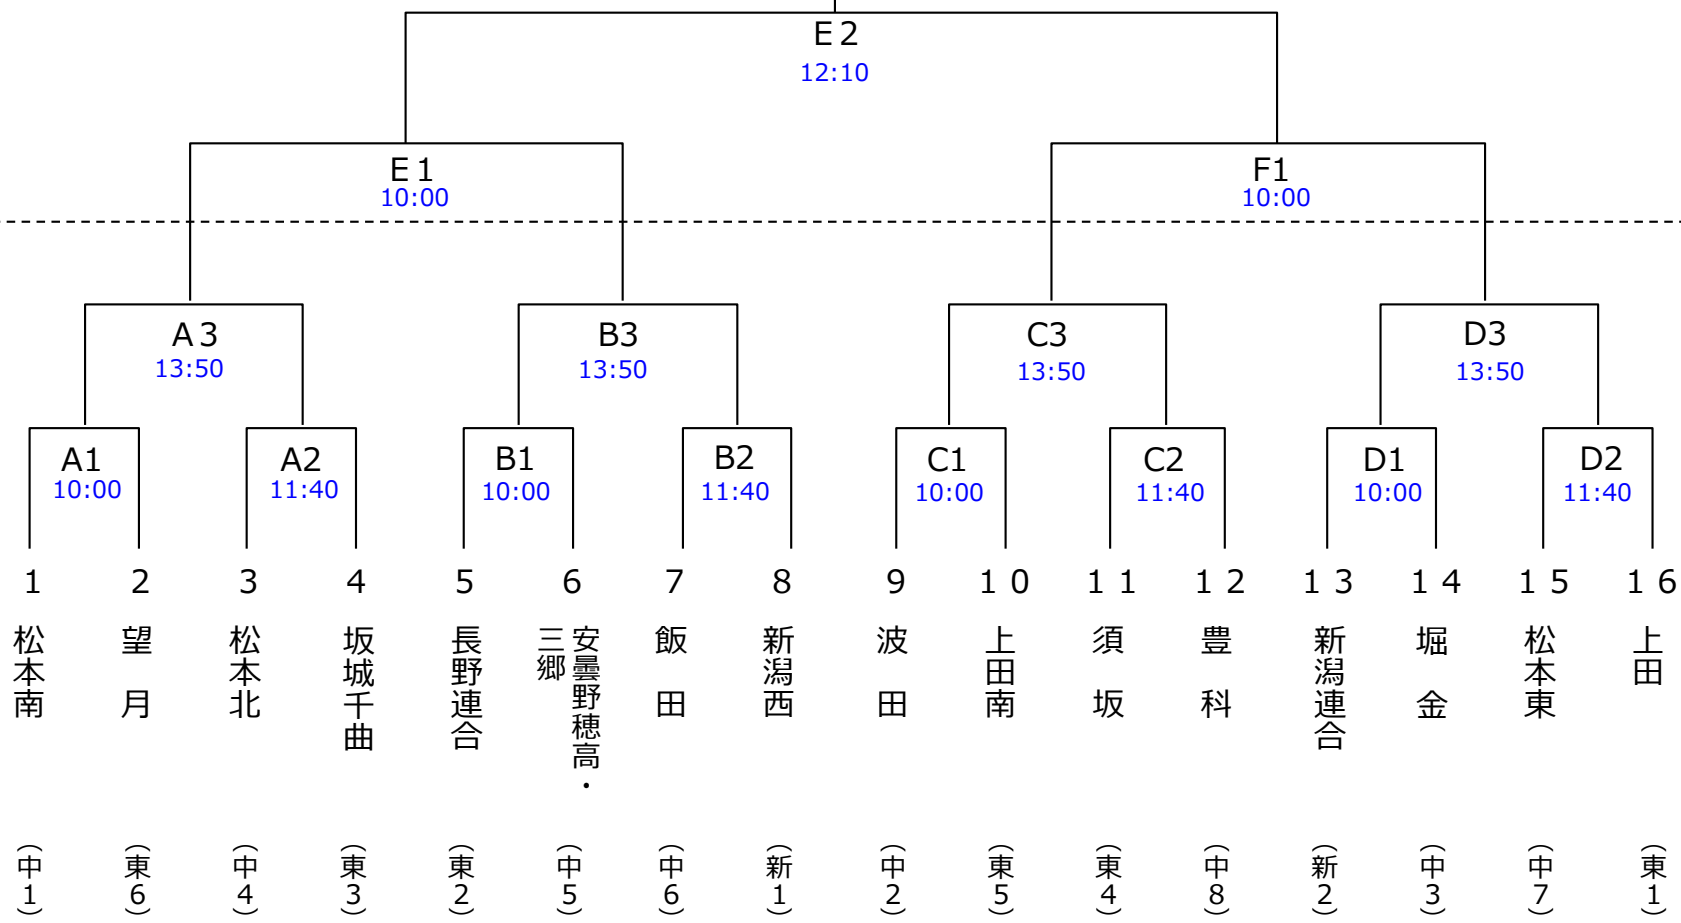 E 2
12:10
E 1
10:00
F1
10:00
A 3
13:50
B3
13:50
C3
13:50
D3
13:50
A1
10:00
A2
11:40
B1
10:00
B2
11:40
C1
10:00
C2
11:40
D1
10:00
D2
11:40
1
2
3
4
5
6
7
8
9
１０
１１
１２
１３
１４
１５
１６
松本南
望　月
松本北
坂城千曲
長野連合
安曇野穂高・
三郷
飯　田
新潟西
波　田
上田南
須　坂
豊　科
新潟連合
堀　金
松本東
上田
（中1）
（東6）
（中4）
（東3）
（東2）
（中5）
（中6）
（新1）
（中2）
（東5）
（東4）
（中8）
（新2）
（中3）
（中7）
（東1）